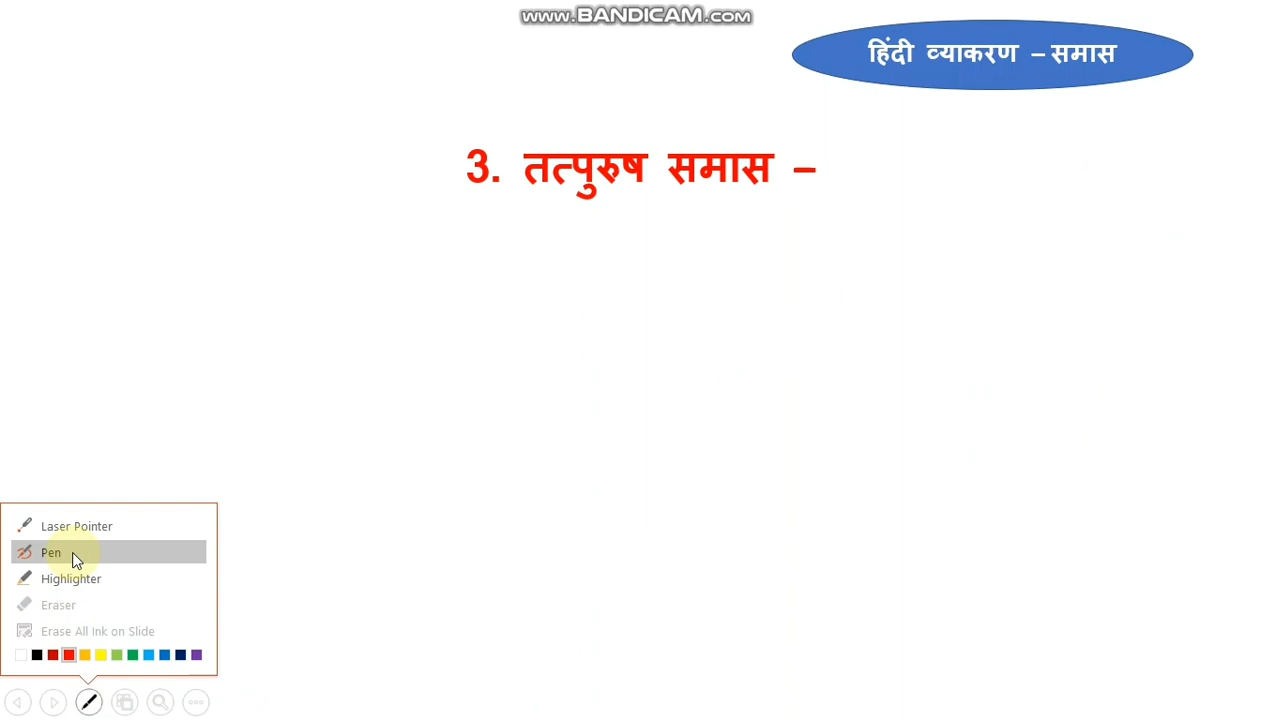 www.BANDICAM.com
हिंदी व्याकरण – समास
3. तत्पुरुष समास –
Laser Pointer
Pen
Highlighter
Eraser
Erase All Ink on Slide